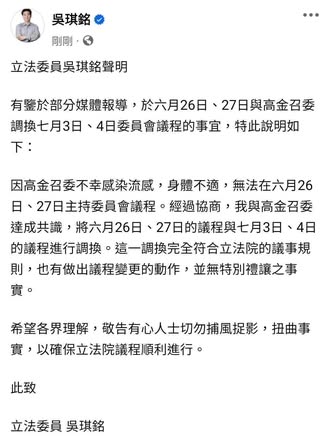 吳琪銘
剛剛 ·
立法委員吳琪銘聲明
有鑒於部分媒體報導，於六月26日、27日與高金召委
調換七月3日、4日委員會議程的事宜，特此說明如
下：
因高金召委不幸感染流感，身體不適，無法在六月26
日、27日主持委員會議程。經過協商，我與高金召委
達成共識，將六月26日、27日的議程與七月3日、4日
的議程進行調換。這一調換完全符合立法院的議事規
則，也有做出議程變更的動作，並無特別禮讓之事
實。
希望各界理解，敬告有心人士切勿捕風捉影，扭曲事
實，以確保立法院議程順利進行。
此致
立法委員 吳琪銘